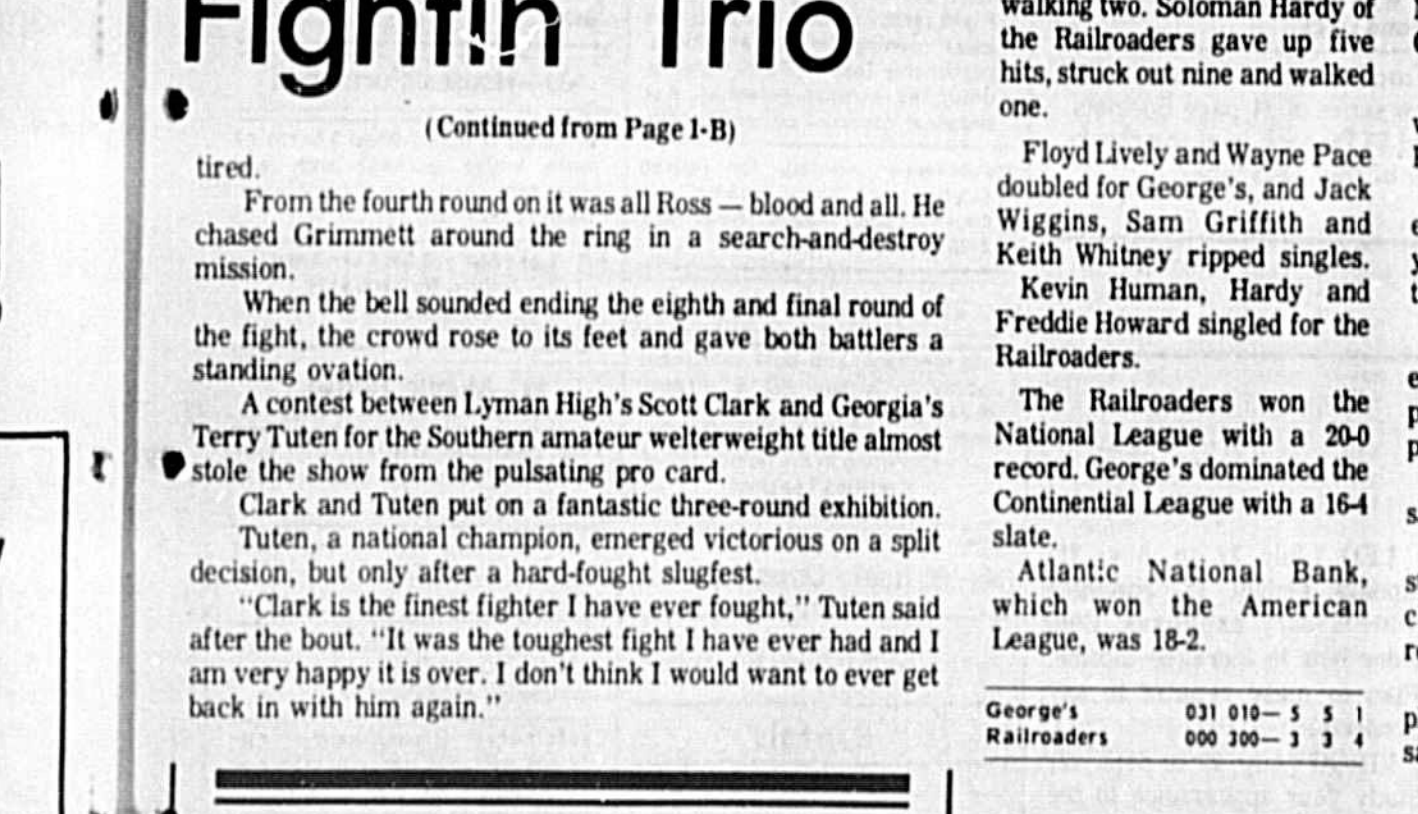 Fightin Trio
(Continued from Page 1-B)
tired.
From the fourth round on it was all Ross — blood and all. He
chased Grimmett around the ring in a search-and-destroy
mission.
When the bell sounded ending the eighth and final round of
the fight, the crowd rose to its feet and gave both battlers a
standing ovation.
A contest between Lyman High's Scott Clark and Georgia's
Terry Tuten for the Southern amateur welterweight title almost
stole the show from the pulsating pro card.
Clark and Tuten put on a fantastic three-round exhibition.
Tuten, a national champion, emerged victorious on a split
decision, but only after a hard-fought slugfest.
"Clark is the finest fighter I have ever fought," Tuten said
after the bout. "It was the toughest fight I have ever had and I
am very happy it is over. I don't think I would want to ever get
back in with him again."
walking two. Soloman Hardy of
the Railroaders gave up five
hits, struck out nine and walked
one.
Floyd Lively and Wayne Pace
doubled for George's, and Jack
Wiggins, Sam Griffith and
Keith Whitney ripped singles.
Kevin Human, Hardy and
Freddie Howard singled for the
Railroaders.
The Railroaders won the
National League with a 20-0
record. George's dominated the
Continential League with a 16-4
slate.
Atlantic National Bank,
which won the American
League, was 18-2.
George's 031 010— 5 5 1
Railroaders 000 300— 3 3 4